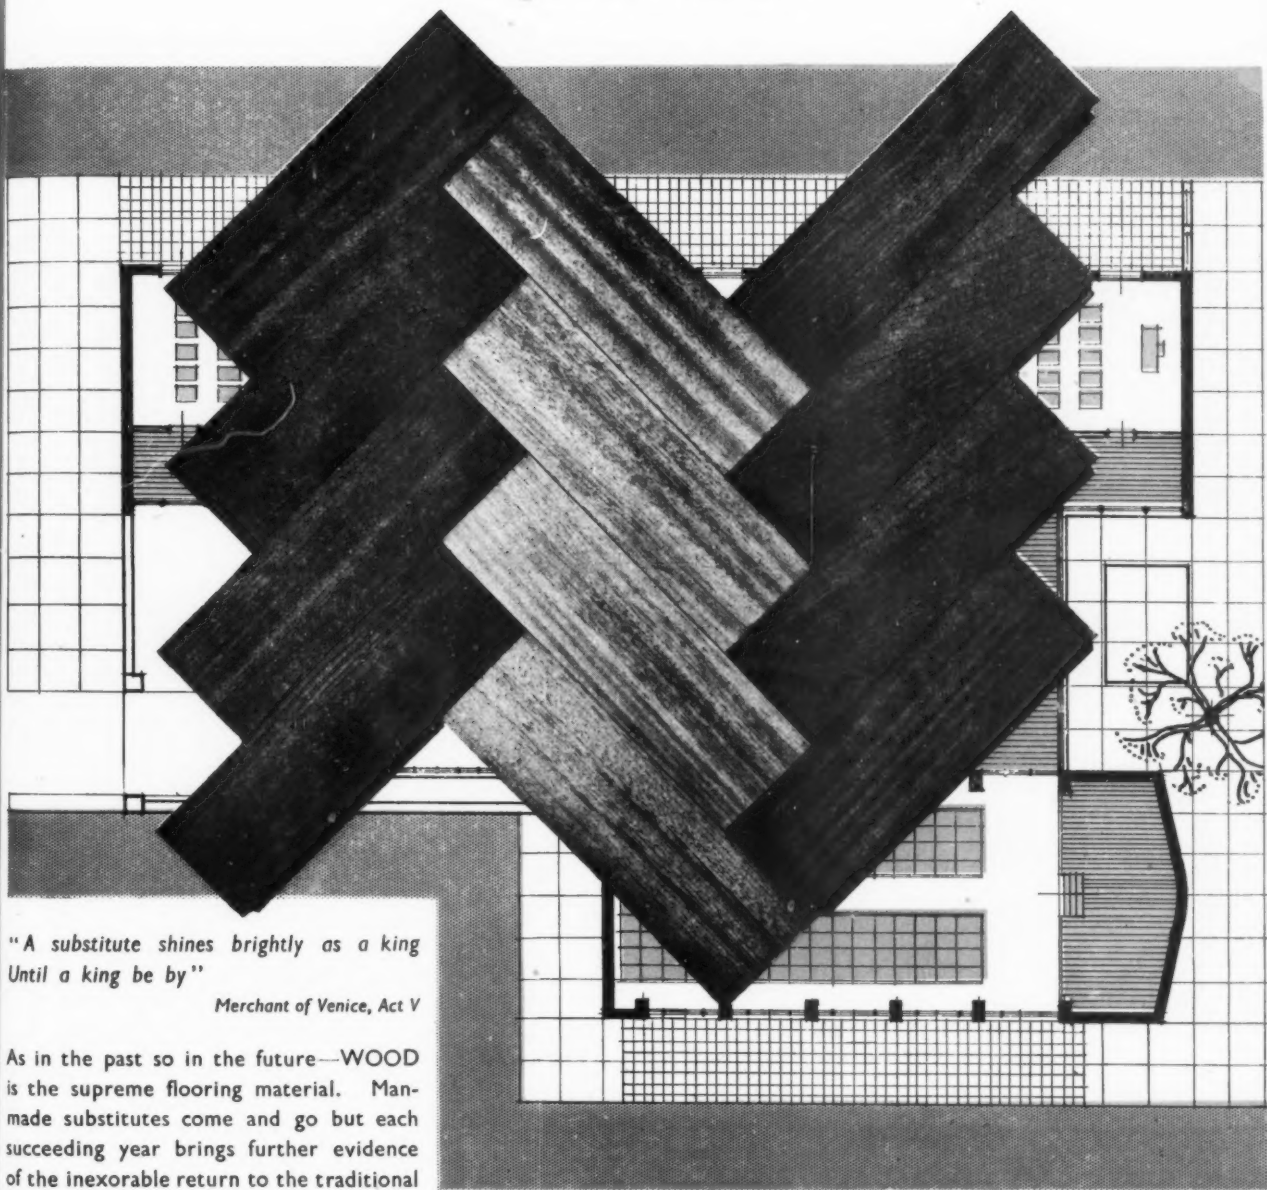 "A substitute shines brightly as a king
Until a king be by"
Merchant of Venice, Act V
As in the past so in the future—WOOD
is the supreme flooring material. Man-
made substitutes come and go but each
succeeding year brings further evidence
of the inexorable return to the traditional